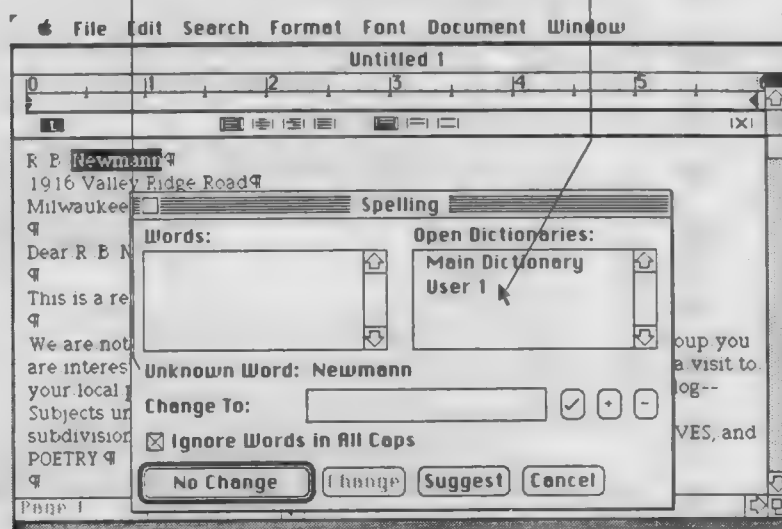 File Edit Search Format Font Document Window
Untitled 1
0 1 2 3 4 5
R B Newmann¶
1916 Valley Ridge Road¶
Milwaukee
¶
Dear R B N
¶
This is a re
¶
We are not oup you
are interes a visit to
your local log--
Subjects un
subdivision VES, and
POETRY ¶
¶
Page 1
Spelling
Words: Open Dictionaries:
Main Dictionary
User 1
Unknown Word: Newmann
Change To:
Ignore Words in All Caps
No Change Change Suggest Cancel